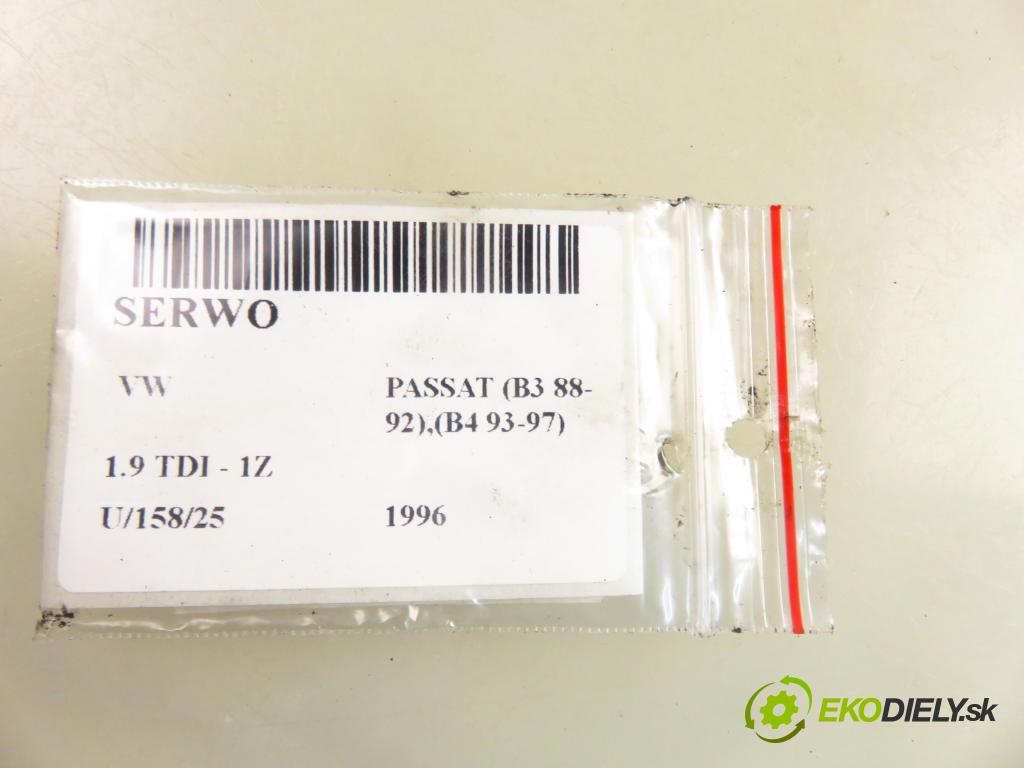 SERWO
VW
PASSAT (B3 88-
92),(B4 93-97)
1.9 TDI - 1Z
U/158/25
1996
EKODIELY.sk